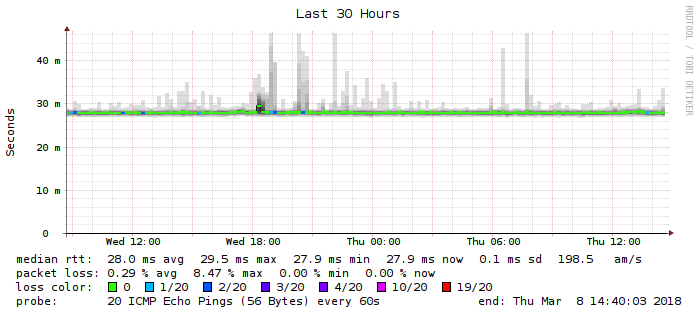 Last 30 Hours
RRDTOOL / TOBI OETIKER
Seconds
40 m
30 m
20 m
10 m
0
Wed 12:00 Wed 18:00 Thu 00:00 Thu 06:00 Thu 12:00
median rtt: 28.0 ms avg 29.5 ms max 27.9 ms min 27.9 ms now 0.1 ms sd 198.5 am/s
packet loss: 0.29 % avg 8.47 % max 0.00 % min 0.00 % now
loss color: 0 1/20 2/20 3/20 4/20 10/20 19/20
probe: 20 ICMP Echo Pings (56 Bytes) every 60s end: Thu Mar 8 14:40:03 2018